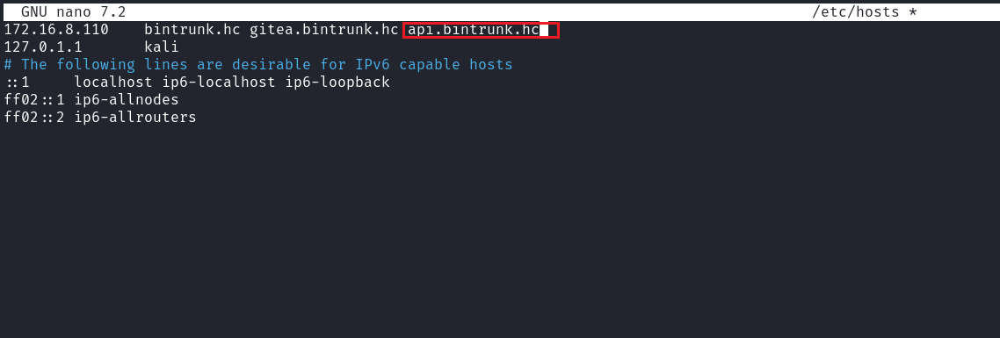 GNU nano 7.2 /etc/hosts *
172.16.8.110 bintrunk.hc gitea.bintrunk.hc api.bintrunk.hc
127.0.1.1 kali
# The following lines are desirable for IPv6 capable hosts
::1 localhost ip6-localhost ip6-loopback
ff02::1 ip6-allnodes
ff02::2 ip6-allrouters